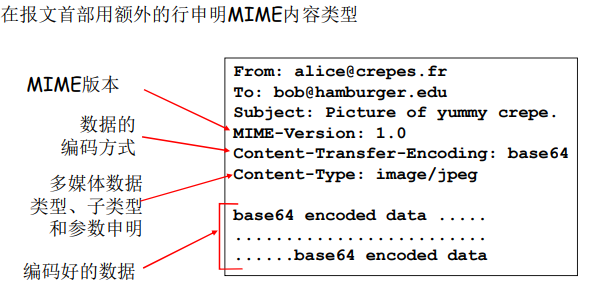 在报文首部用额外的行申明MIME内容类型
MIME版本
数据的
编码方式
多媒体数据
类型、子类型
和参数申明
编码好的数据
From: alice@crepes.fr
To: bob@hamburger.edu
Subject: Picture of yummy crepe.
MIME-Version: 1.0
Content-Transfer-Encoding: base64
Content-Type: image/jpeg
base64 encoded data .....
.........................
......base64 encoded data